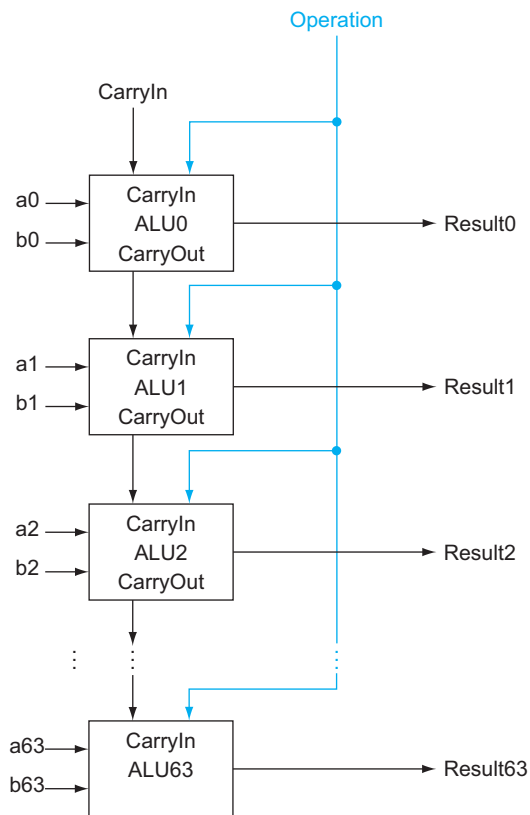 Operation
CarryIn
a0
b0
CarryIn
ALU0
CarryOut
Result0
a1
b1
CarryIn
ALU1
CarryOut
Result1
a2
b2
CarryIn
ALU2
CarryOut
Result2
a63
b63
CarryIn
ALU63
Result63